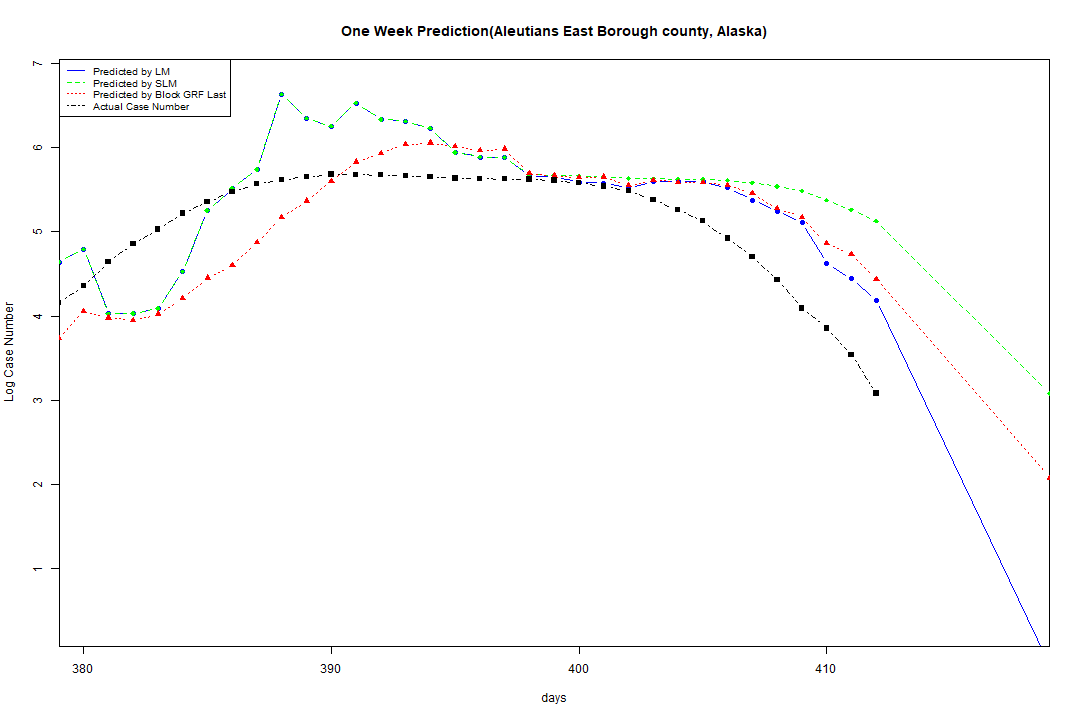 One Week Prediction(Aleutians East Borough county, Alaska)
Predicted by LM
Predicted by SLM
Predicted by Block GRF Last
Actual Case Number
7
6
5
4
3
2
1
Log Case Number
380 390 400 410
days